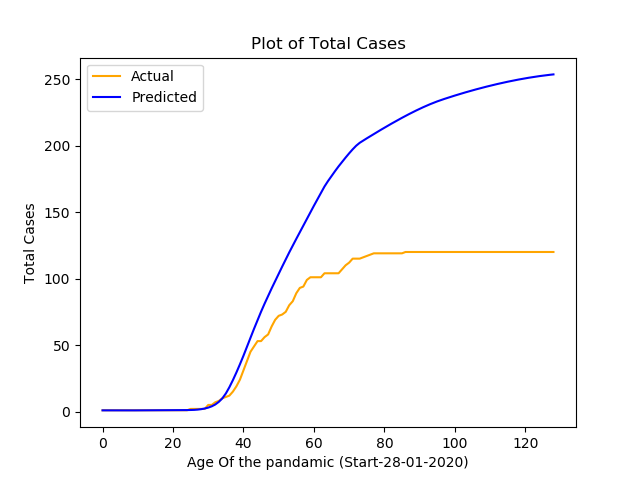 Plot of Total Cases
Actual
Predicted
250
200
150
100
50
0
Total Cases
0 20 40 60 80 100 120
Age Of the pandamic (Start-28-01-2020)